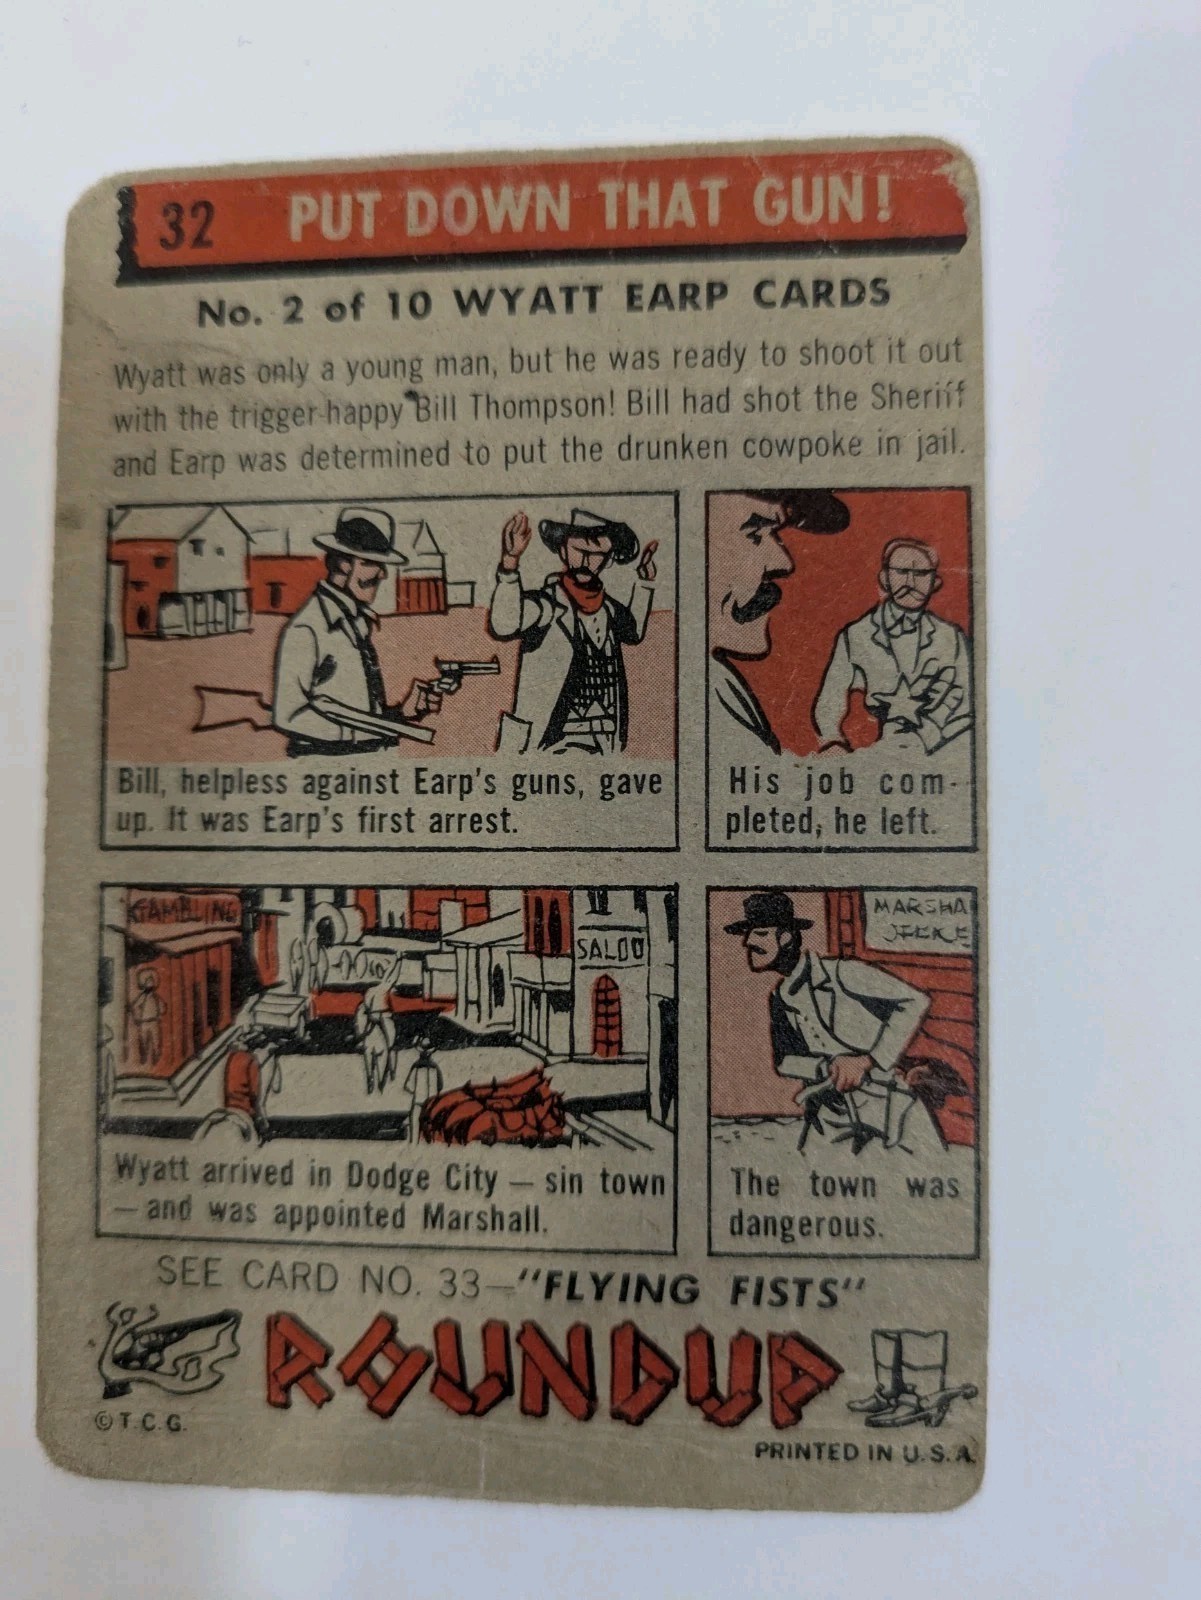 32 PUT DOWN THAT GUN!
No. 2 of 10 WYATT EARP CARDS
Wyatt was only a young man, but he was ready to shoot it out
with the trigger-happy Bill Thompson! Bill had shot the Sheriff
and Earp was determined to put the drunken cowpoke in jail.
Bill, helpless against Earp's guns, gave
up. It was Earp's first arrest.
His job com-
pleted, he left.
GAMBLING
SALOO
Wyatt arrived in Dodge City — sin town
— and was appointed Marshall.
MARSHA
The town was
dangerous.
SEE CARD NO. 33—"FLYING FISTS"
ROUNDUP
© T.C.G.
PRINTED IN U.S.A.